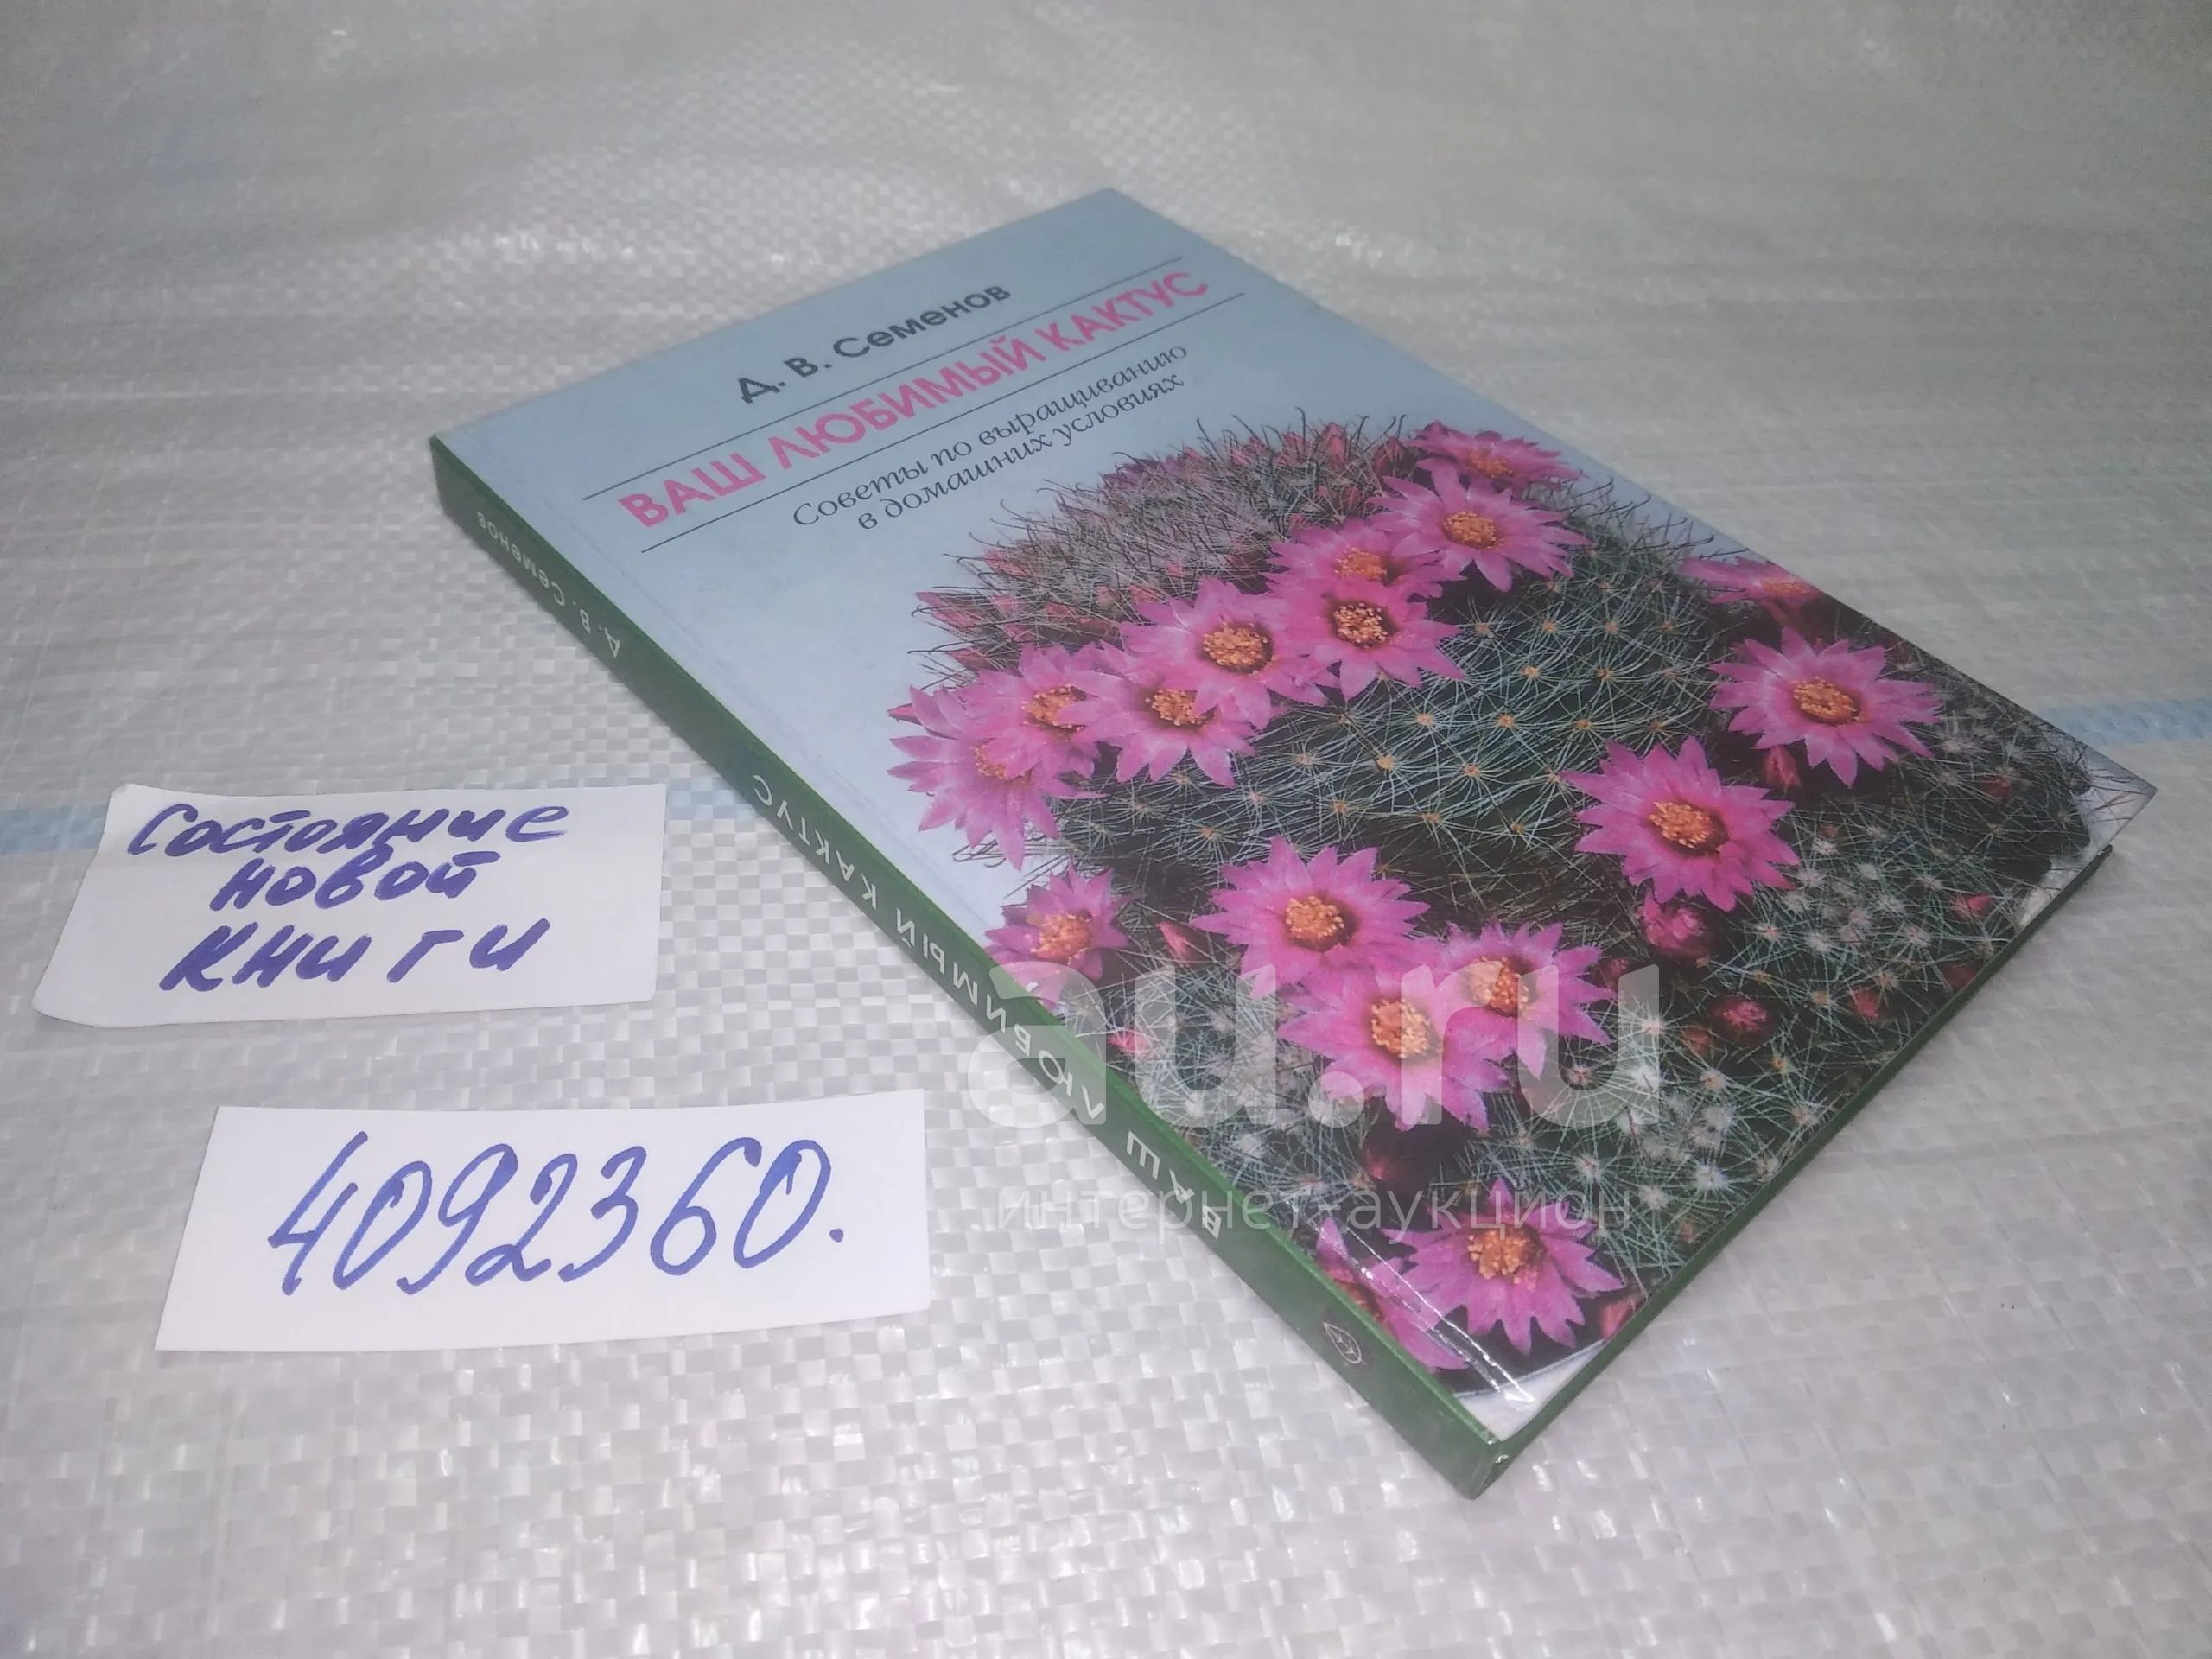 Д. В. Семенов
ВАШ ЛЮБИМЫЙ КАКТУС
Советы по выращиванию
в домашних условиях
Д. В. Семенов
ВАШ ЛЮБИМЫЙ КАКТУС
Состояние
новой
книги
4092360.
au.ru
интернет-аукцион